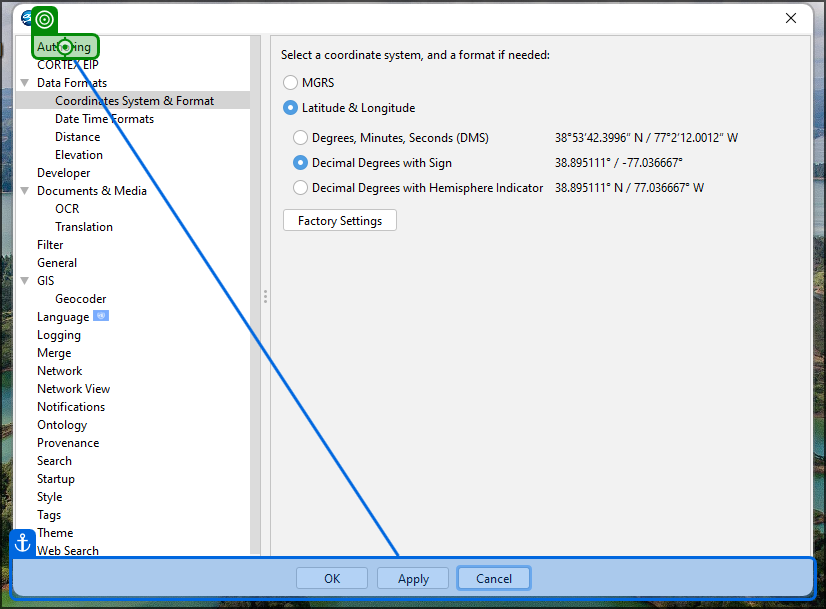 Authoring
CORTEX EIP
Data Formats
Coordinates System & Format
Date Time Formats
Distance
Elevation
Developer
Documents & Media
OCR
Translation
Filter
General
GIS
Geocoder
Language
Logging
Merge
Network
Network View
Notifications
Ontology
Provenance
Search
Startup
Style
Tags
Theme
Web Search
Select a coordinate system, and a format if needed:
MGRS
Latitude & Longitude
Degrees, Minutes, Seconds (DMS) 38°53'42.3996" N / 77°2'12.0012" W
Decimal Degrees with Sign 38.895111° / -77.036667°
Decimal Degrees with Hemisphere Indicator 38.895111° N / 77.036667° W
Factory Settings
OK Apply Cancel